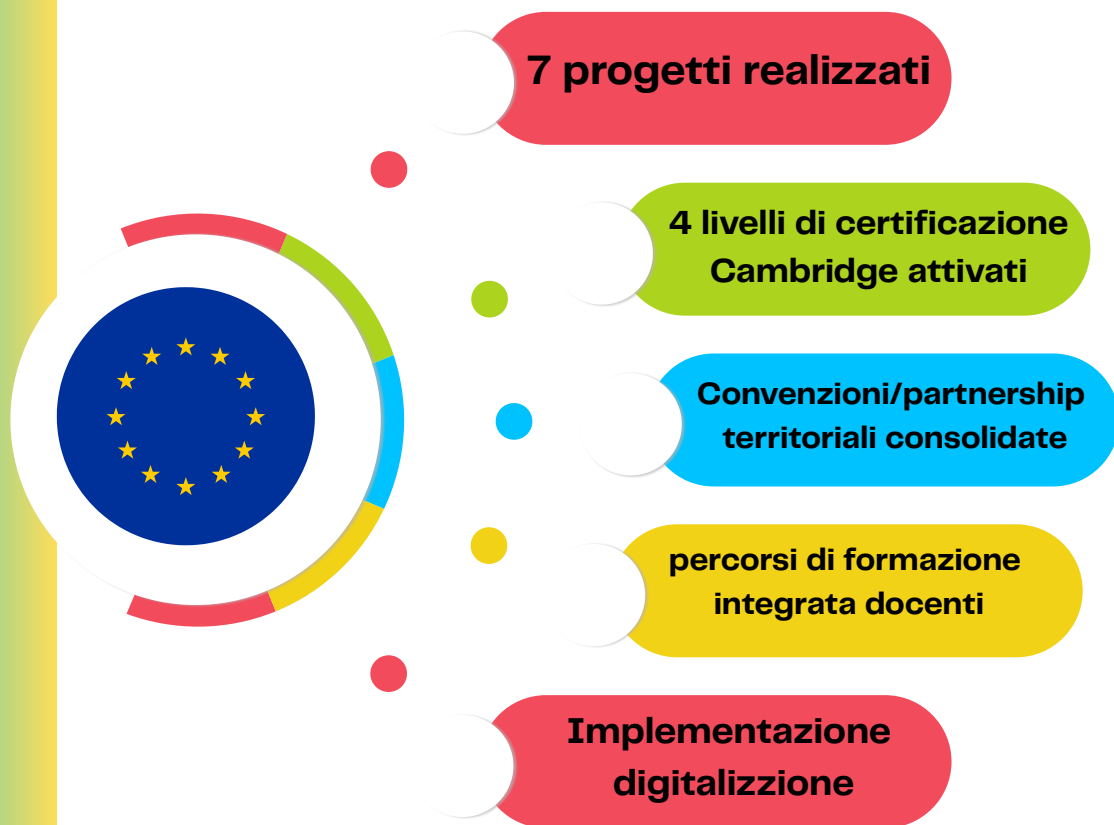 7 progetti realizzati
4 livelli di certificazione
Cambridge attivati
Convenzioni/partnership
territoriali consolidate
percorsi di formazione
integrata docenti
Implementazione
digitalizzione